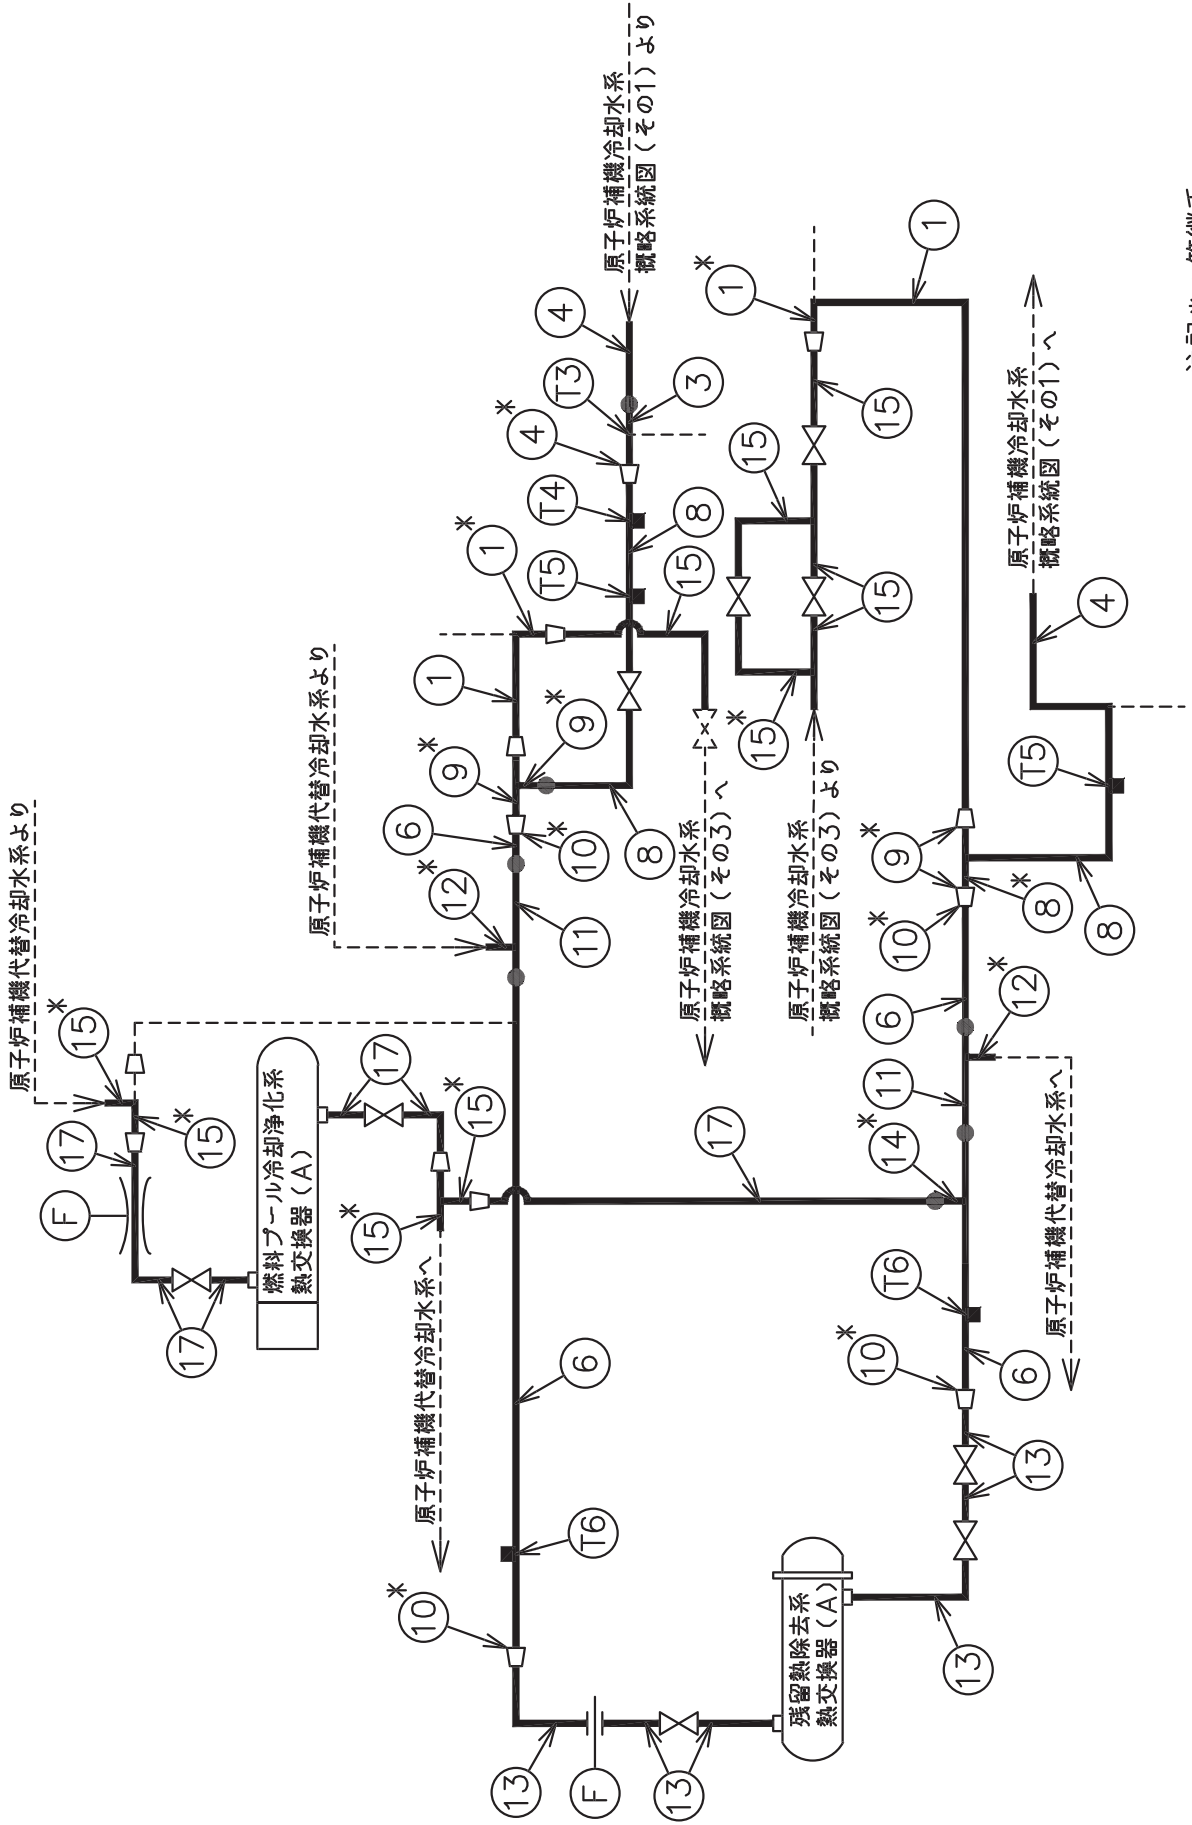 原子炉補機代替冷却水系より
15*
15*
17
F
17
燃料プール冷却浄化系
熱交換器(A)
17
原子炉補機代替冷却水系より
12*
6
9*
1
1*
T5
T4
4*
T3
4
原子炉補機冷却水系
概略系統図(その1)より
15*
15*
原子炉補機代替冷却水系へ
11
10*
9*
8
15
8
3
原子炉補機冷却水系
概略系統図(その3)へ
10*
T6
6
17
13
F
13
残留熱除去系
熱交換器(A)
13
原子炉補機冷却水系
概略系統図(その3)より
15*
15
15
15
1*
1
10*
T6
14*
11
6
10*
9*
13
6
12*
8*
8
T5
4
原子炉補機代替冷却水系へ
原子炉補機冷却水系
概略系統図(その1)へ